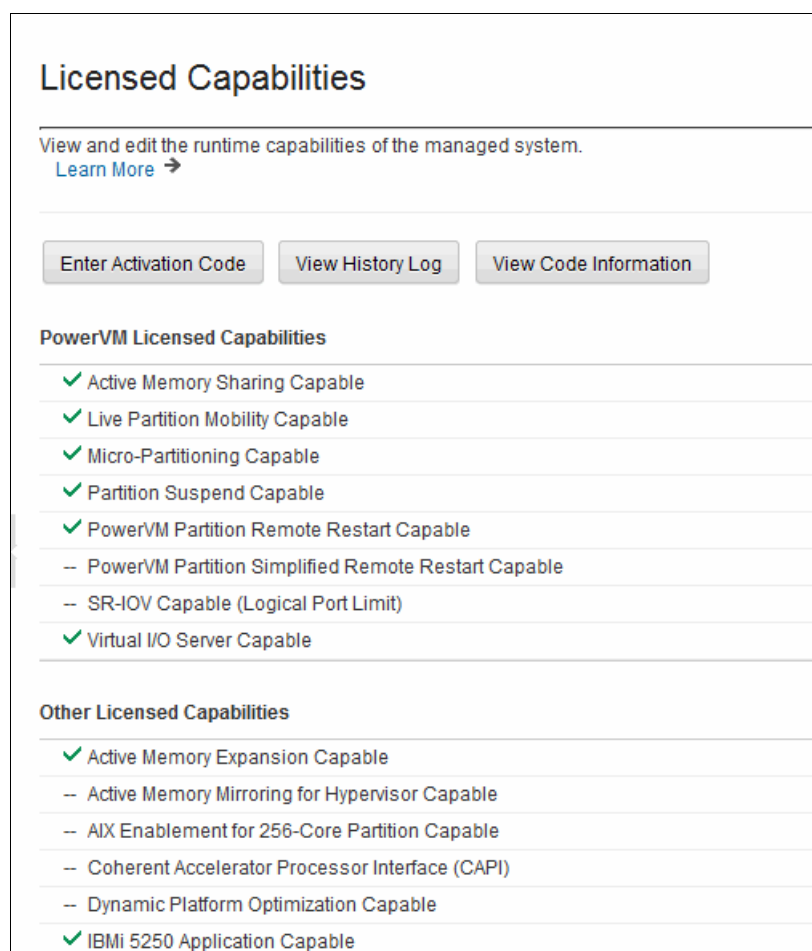 Licensed Capabilities
View and edit the runtime capabilities of the managed system.
Learn More →
Enter Activation Code View History Log View Code Information
PowerVM Licensed Capabilities
✓ Active Memory Sharing Capable
✓ Live Partition Mobility Capable
✓ Micro-Partitioning Capable
✓ Partition Suspend Capable
✓ PowerVM Partition Remote Restart Capable
-- PowerVM Partition Simplified Remote Restart Capable
-- SR-IOV Capable (Logical Port Limit)
✓ Virtual I/O Server Capable
Other Licensed Capabilities
✓ Active Memory Expansion Capable
-- Active Memory Mirroring for Hypervisor Capable
-- AIX Enablement for 256-Core Partition Capable
-- Coherent Accelerator Processor Interface (CAPI)
-- Dynamic Platform Optimization Capable
✓ IBMi 5250 Application Capable